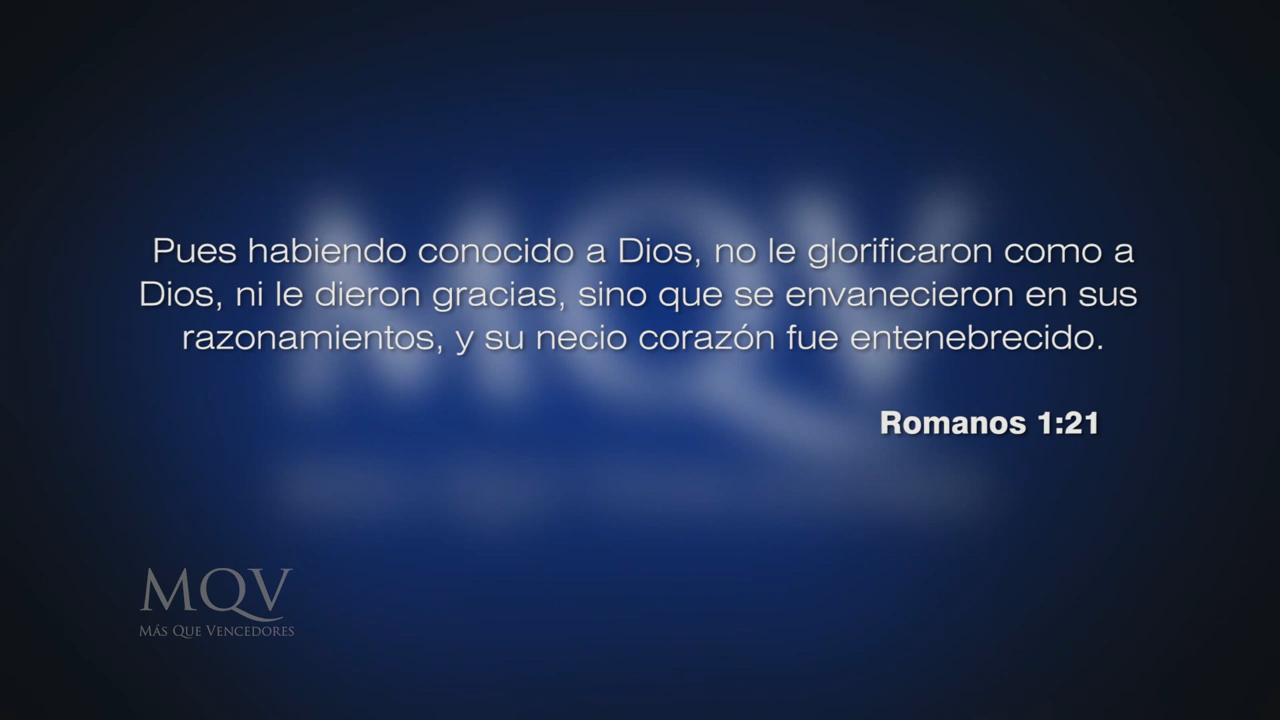 Pues habiendo conocido a Dios, no le glorificaron como a
Dios, ni le dieron gracias, sino que se envanecieron en sus
razonamientos, y su necio corazón fue entenebrecido.
Romanos 1:21
MQV
MÁS QUE VENCEDORES